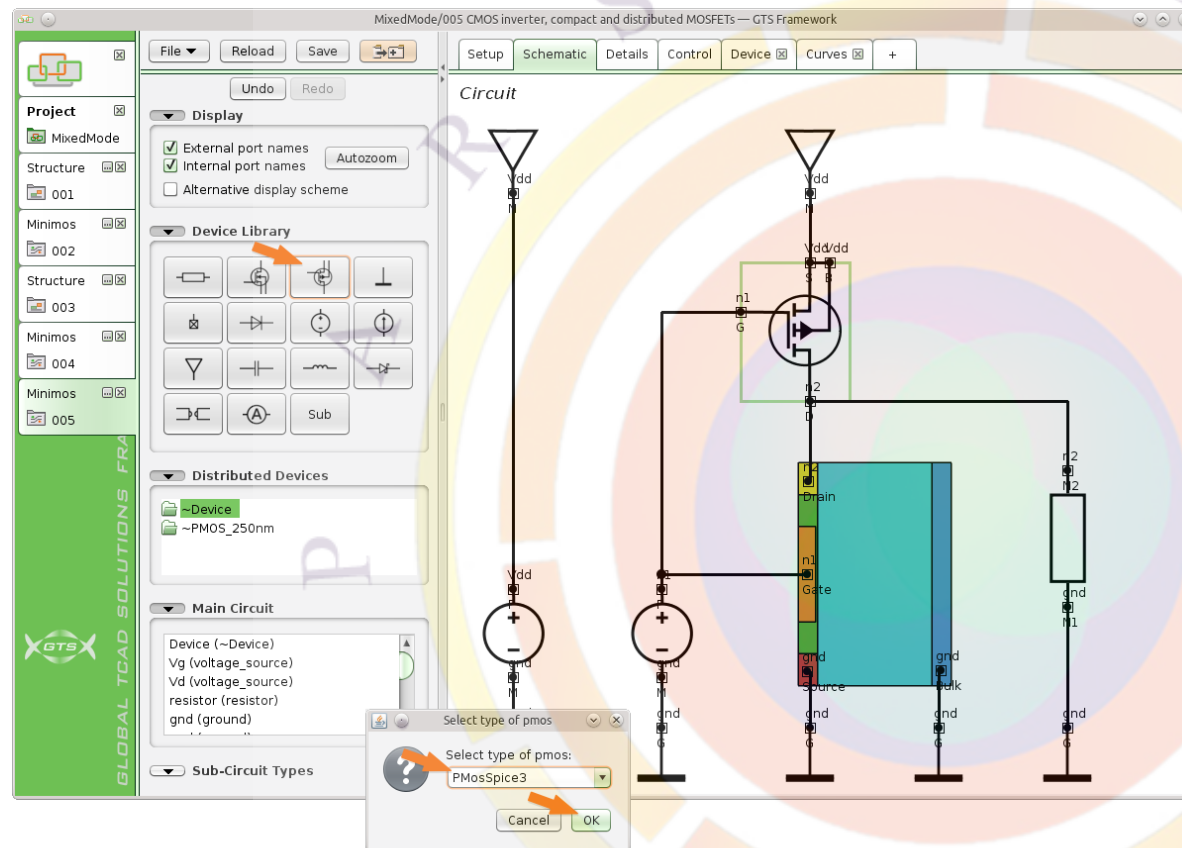 MixedMode/005 CMOS inverter, compact and distributed MOSFETs — GTS Framework
Project
MixedMode
Structure
001
Minimos
002
Structure
003
Minimos
004
Minimos
005
GLOBAL TCAD SOLUTIONS FRA
GTS
File
Reload
Save
Undo
Redo
Display
External port names
Internal port names
Autozoom
Alternative display scheme
Device Library
A
Sub
Distributed Devices
~Device
~PMOS_250nm
Main Circuit
Device (~Device)
Vg (voltage_source)
Vd (voltage_source)
resistor (resistor)
gnd (ground)
Sub-Circuit Types
Setup
Schematic
Details
Control
Device
Curves
+
Circuit
Vdd
M
Vdd
M
Vdd
Vdd
S
B
n1
G
n2
D
n2
Drain
n2
M2
Vdd
n1
Gate
gnd
M1
+
−
+
−
gnd
M
gnd
M
gnd
Source
gnd
Bulk
gnd
G
gnd
G
gnd
G
gnd
G
Select type of pmos
?
Select type of pmos:
PMosSpice3
Cancel
OK
P A R S